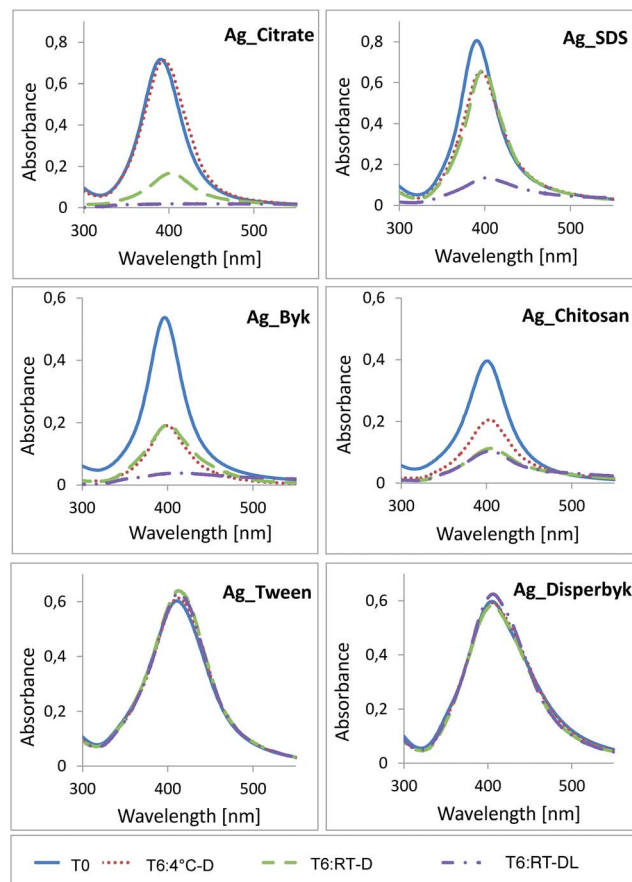 Ag_Citrate
0,8
0,6
0,4
0,2
0
300
400
500
Absorbance
Wavelength [nm]
Ag_SDS
0,8
0,6
0,4
0,2
0
300
400
500
Absorbance
Wavelength [nm]
Ag_Byk
0,6
0,4
0,2
0
300
400
500
Absorbance
Wavelength [nm]
Ag_Chitosan
0,6
0,4
0,2
0
300
400
500
Absorbance
Wavelength [nm]
Ag_Tween
0,6
0,4
0,2
0
300
400
500
Absorbance
Wavelength [nm]
Ag_Disperbyk
0,6
0,4
0,2
0
300
400
500
Absorbance
Wavelength [nm]
T0 T6:4°C-D T6:RT-D T6:RT-DL